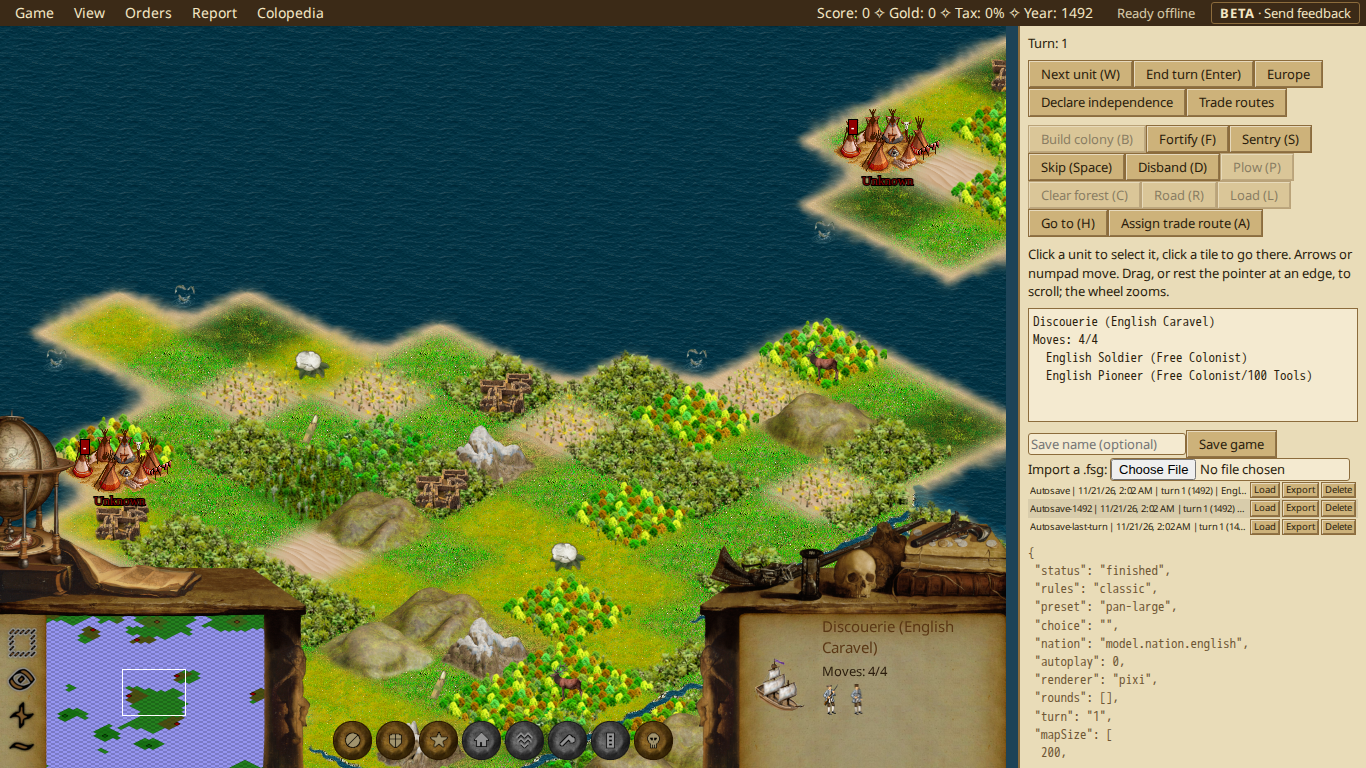 Game View Orders Report Colopedia Score: 0 ✧ Gold: 0 ✧ Tax: 0% ✧ Year: 1492 Ready offline BETA · Send feedback
Turn: 1
Next unit (W) End turn (Enter) Europe
Declare independence Trade routes
Build colony (B) Fortify (F) Sentry (S)
Skip (Space) Disband (D) Plow (P)
Clear forest (C) Road (R) Load (L)
Go to (H) Assign trade route (A)
Click a unit to select it, click a tile to go there. Arrows or
numpad move. Drag, or rest the pointer at an edge, to
scroll; the wheel zooms.
Discouerie (English Caravel)
Moves: 4/4
English Soldier (Free Colonist)
English Pioneer (Free Colonist/100 Tools)
Save name (optional) Save game
Import a .fsg: Choose File No file chosen
Autosave | 11/21/26, 2:02 AM | turn 1 (1492) | Engl... Load Export Delete
Autosave-1492 | 11/21/26, 2:02 AM | turn 1 (1492) ... Load Export Delete
Autosave-last-turn | 11/21/26, 2:02 AM | turn 1 (14... Load Export Delete
{
"status": "finished",
"rules": "classic",
"preset": "pan-large",
"choice": "",
"nation": "model.nation.english",
"autoplay": 0,
"renderer": "pixi",
"rounds": [],
"turn": "1",
"mapSize": [
200,
Unknown
Unknown
Discouerie (English
Caravel)
Moves: 4/4